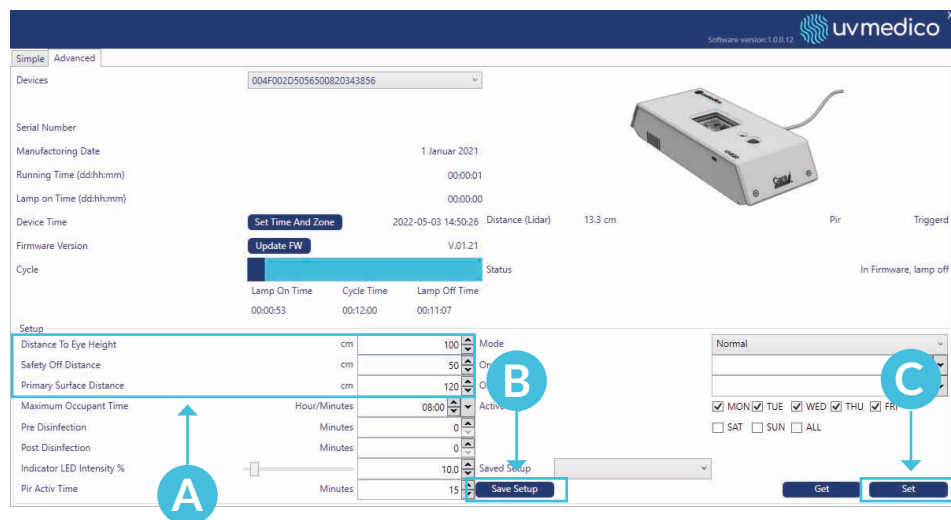 uvmedico
Software version:1.0.0.12
Simple Advanced
Devices 004F002D5056500820343856
Serial Number
Manufactoring Date 1 Januar 2021
Running Time (dd:hh:mm) 00:00:01
Lamp on Time (dd:hh:mm) 00:00:00
Device Time Set Time And Zone 2022-05-03 14:50:26 Distance (Lidar) 13.3 cm Pir Triggerd
Firmware Version Update FW V.01.21
Cycle Status In Firmware, lamp off
Lamp On Time Cycle Time Lamp Off Time
00:00:53 00:12:00 00:11:07
Setup
Distance To Eye Height cm 100 Mode Normal
Safety Off Distance cm 50
Primary Surface Distance cm 120
B
C
Maximum Occupant Time Hour/Minutes 08:00 MON TUE WED THU
Pre Disinfection Minutes 0 SAT SUN ALL
Post Disinfection Minutes 0
Indicator LED Intensity % 10.0 Saved Setup
Pir Activ Time Minutes 15 Save Setup Get Set
A